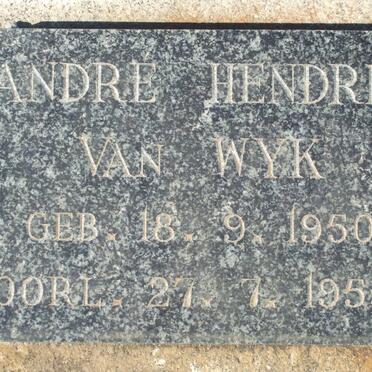 ANDRE HENDRI
VAN WYK
GEB. 18. 9. 1950
OORL. 27. 7. 195